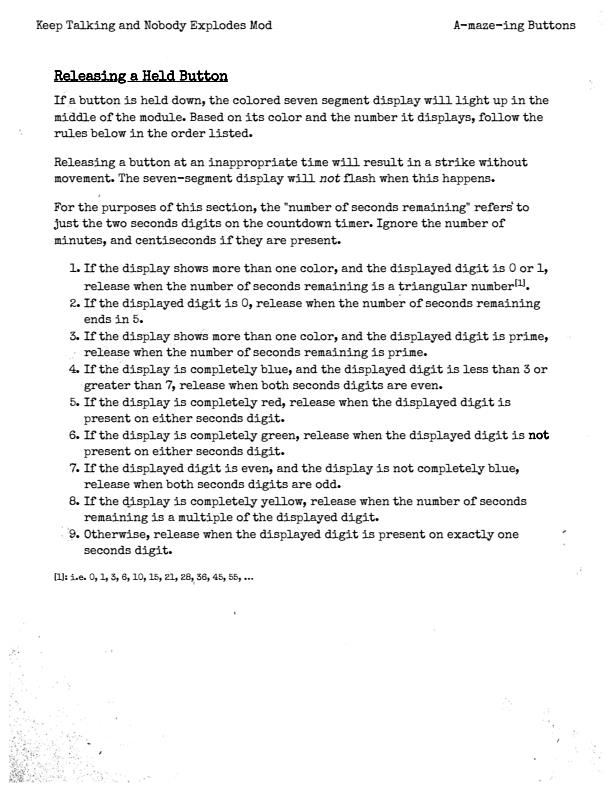 Keep Talking and Nobody Explodes Mod
A-maze-ing Buttons
Releasing a Held Button
If a button is held down, the colored seven segment display will light up in the
middle of the module. Based on its color and the number it displays, follow the
rules below in the order listed.
Releasing a button at an inappropriate time will result in a strike without
movement. The seven-segment display will not flash when this happens.
For the purposes of this section, the "number of seconds remaining" refers to
just the two seconds digits on the countdown timer. Ignore the number of
minutes, and centiseconds if they are present.
1. If the display shows more than one color, and the displayed digit is 0 or 1,
release when the number of seconds remaining is a triangular number[1].
2. If the displayed digit is 0, release when the number of seconds remaining
ends in 5.
3. If the display shows more than one color, and the displayed digit is prime,
release when the number of seconds remaining is prime.
4. If the display is completely blue, and the displayed digit is less than 3 or
greater than 7, release when both seconds digits are even.
5. If the display is completely red, release when the displayed digit is
present on either seconds digit.
6. If the display is completely green, release when the displayed digit is not
present on either seconds digit.
7. If the displayed digit is even, and the display is not completely blue,
release when both seconds digits are odd.
8. If the display is completely yellow, release when the number of seconds
remaining is a multiple of the displayed digit.
9. Otherwise, release when the displayed digit is present on exactly one
seconds digit.
[1]: i.e. 0, 1, 3, 6, 10, 15, 21, 28, 36, 45, 55, ...